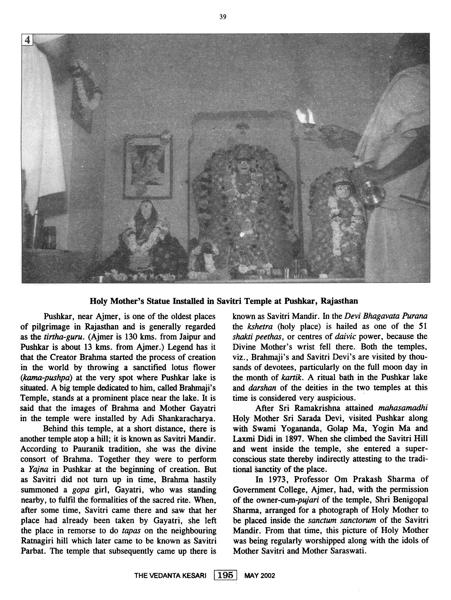 39
4
Holy Mother's Statue Installed in Savitri Temple at Pushkar, Rajasthan
Pushkar, near Ajmer, is one of the oldest places
of pilgrimage in Rajasthan and is generally regarded
as the tirtha-guru. (Ajmer is 130 kms. from Jaipur and
Pushkar is about 13 kms. from Ajmer.) Legend has it
that the Creator Brahma started the process of creation
in the world by throwing a sanctified lotus flower
(kama-pushpa) at the very spot where Pushkar lake is
situated. A big temple dedicated to him, called Brahmaji's
Temple, stands at a prominent place near the lake. It is
said that the images of Brahma and Mother Gayatri
in the temple were installed by Adi Shankaracharya.
Behind this temple, at a short distance, there is
another temple atop a hill; it is known as Savitri Mandir.
According to Pauranik tradition, she was the divine
consort of Brahma. Together they were to perform
a Yajna in Pushkar at the beginning of creation. But
as Savitri did not turn up in time, Brahma hastily
summoned a gopa girl, Gayatri, who was standing
nearby, to fulfil the formalities of the sacred rite. When,
after some time, Savitri came there and saw that her
place had already been taken by Gayatri, she left
the place in remorse to do tapas on the neighbouring
Ratnagiri hill which later came to be known as Savitri
Parbat. The temple that subsequently came up there is
known as Savitri Mandir. In the Devi Bhagavata Purana
the kshetra (holy place) is hailed as one of the 51
shakti peethas, or centres of daivic power, because the
Divine Mother's wrist fell there. Both the temples,
viz., Brahmaji's and Savitri Devi's are visited by thou-
sands of devotees, particularly on the full moon day in
the month of kartik. A ritual bath in the Pushkar lake
and darshan of the deities in the two temples at this
time is considered very auspicious.
After Sri Ramakrishna attained mahasamadhi
Holy Mother Sri Sarada Devi, visited Pushkar along
with Swami Yogananda, Golap Ma, Yogin Ma and
Laxmi Didi in 1897. When she climbed the Savitri Hill
and went inside the temple, she entered a super-
conscious state thereby indirectly attesting to the tradi-
tional sanctity of the place.
In 1973, Professor Om Prakash Sharma of
Government College, Ajmer, had, with the permission
of the owner-cum-pujari of the temple, Shri Benigopal
Sharma, arranged for a photograph of Holy Mother to
be placed inside the sanctum sanctorum of the Savitri
Mandir. From that time, this picture of Holy Mother
was being regularly worshipped along with the idols of
Mother Savitri and Mother Saraswati.
THE VEDANTA KESARI 195 MAY 2002